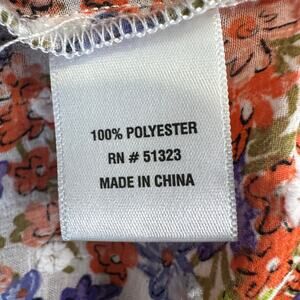 100% POLYESTER
RN # 51323
MADE IN CHINA